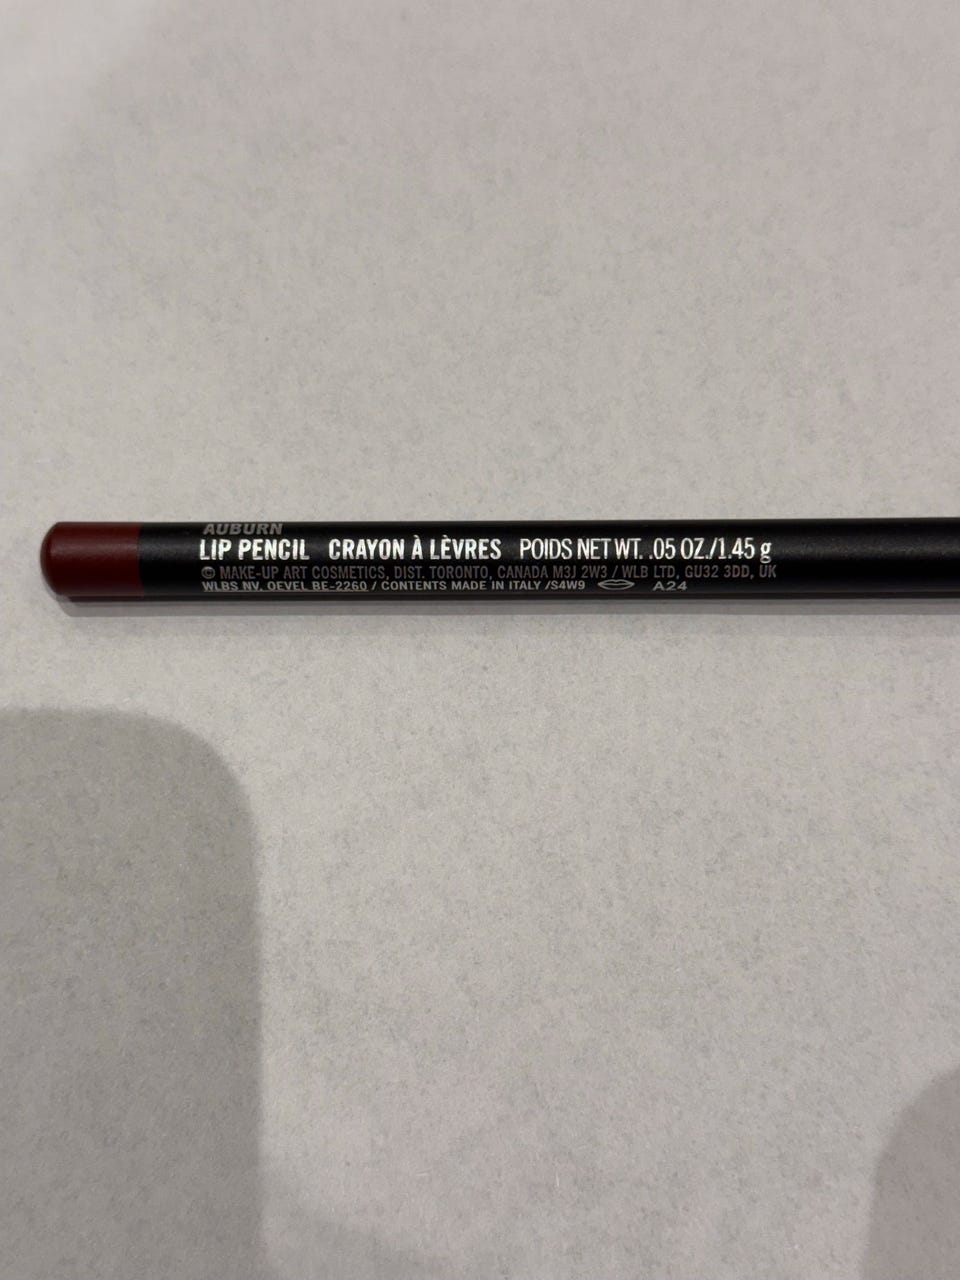 AUBURN
LIP PENCIL CRAYON À LÈVRES POIDS NET WT. .05 OZ./1.45 g
© MAKE-UP ART COSMETICS, DIST. TORONTO, CANADA M3J 2W3 / WLB LTD, GU32 3DD, UK
WLBS NV, OEVEL BE-2260 / CONTENTS MADE IN ITALY /S4W9 A24